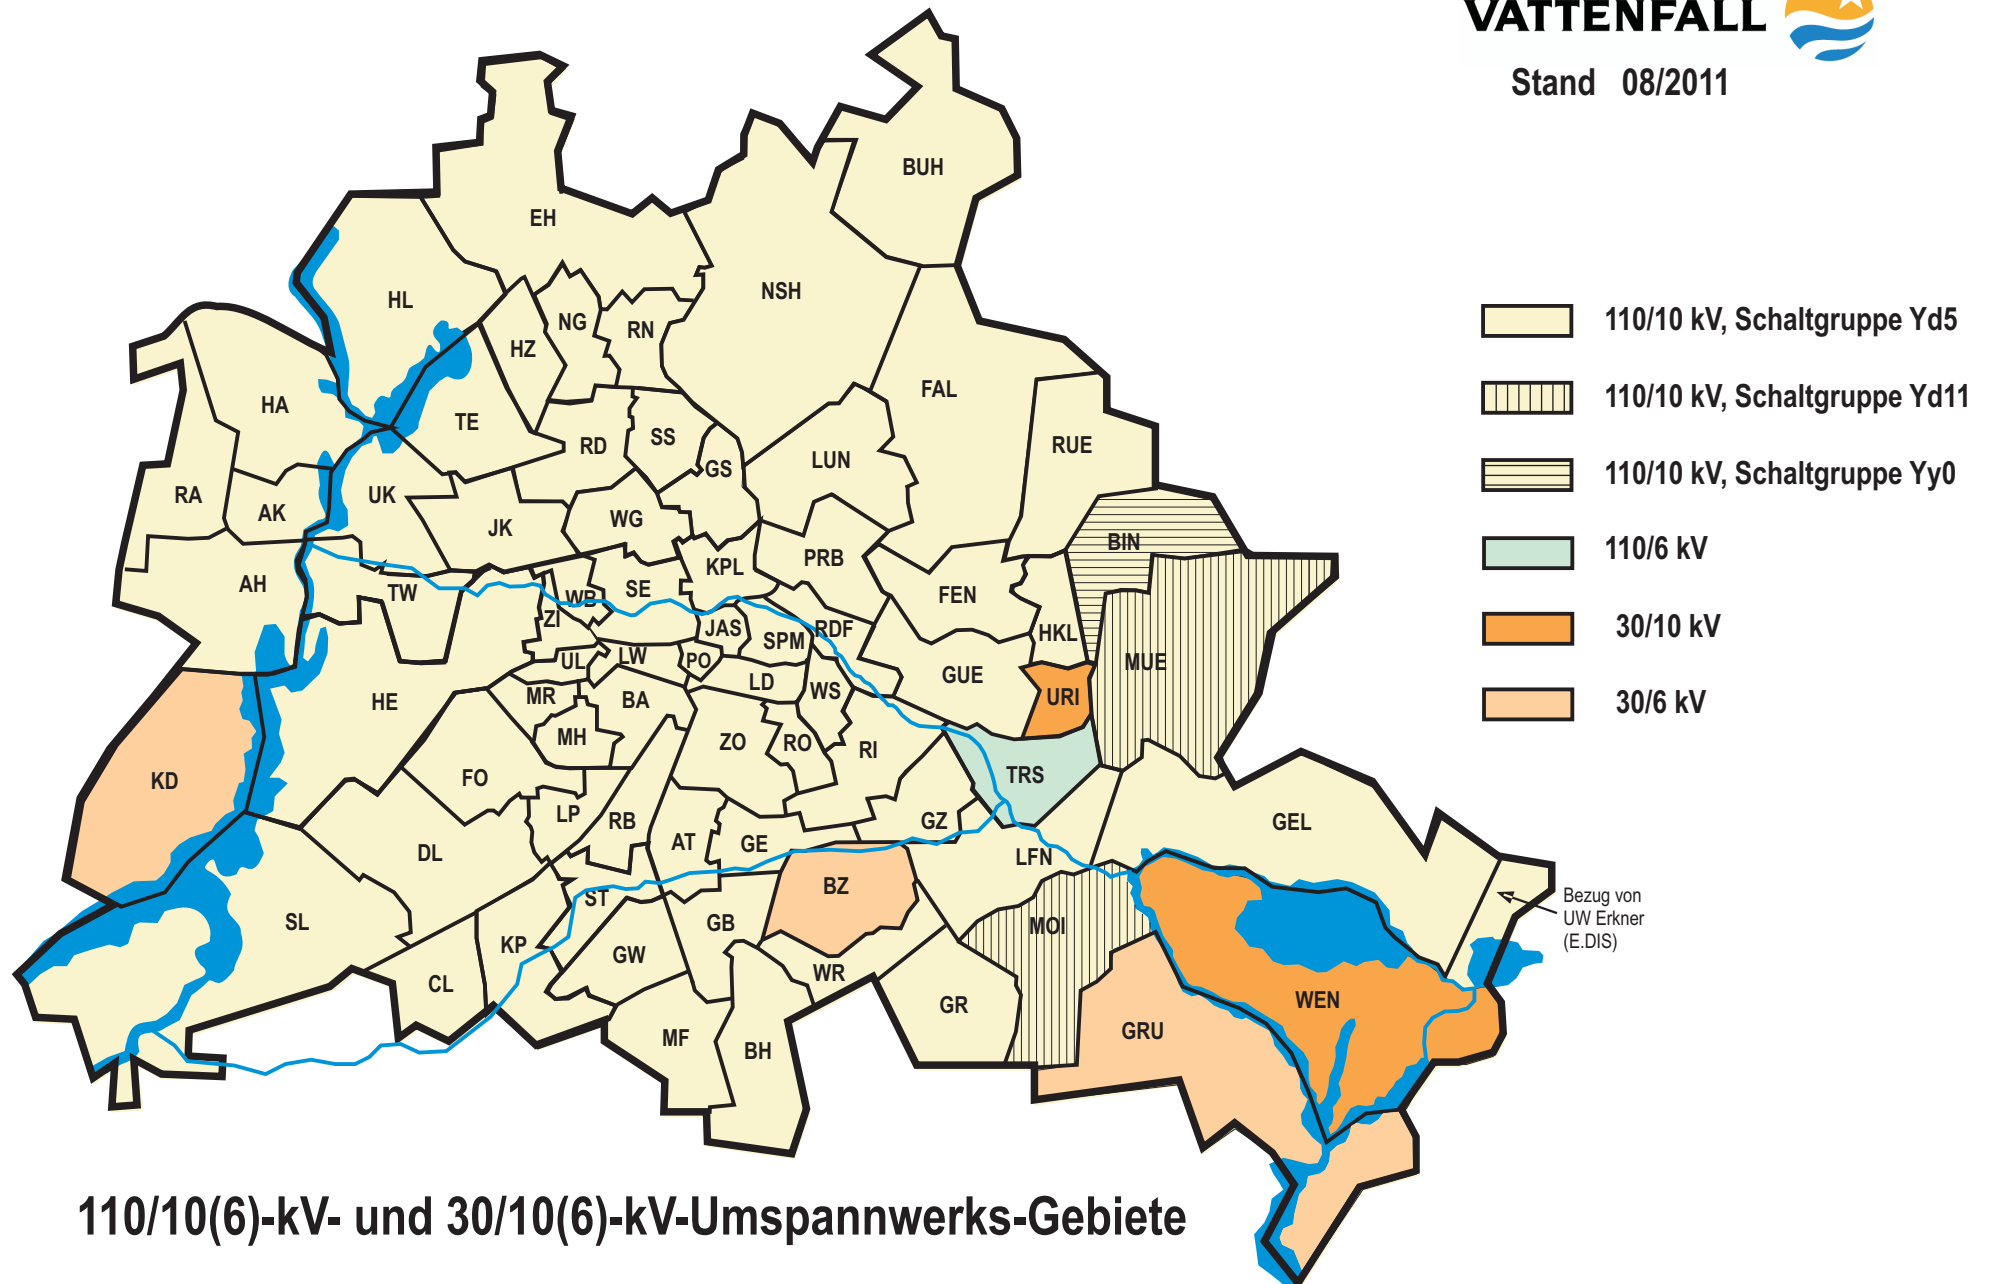 VATTENFALL
Stand 08/2011
BUH
EH
NSH
HL
NG
RN
HZ
FAL
HA
TE
RD
SS
GS
LUN
RUE
RA
AK
UK
JK
WG
BIN
KPL
PRB
AH
TW
WB
SE
FEN
ZI
JAS
SPM
RDF
HKL
UL
LW
PO
LD
WS
GUE
MUE
URI
HE
MR
BA
MH
ZO
RO
RI
KD
FO
TRS
LP
RB
AT
GE
GZ
GEL
DL
LFN
BZ
ST
SL
KP
GW
GB
WR
MOI
CL
GR
WEN
MF
BH
GRU
110/10 kV, Schaltgruppe Yd5
110/10 kV, Schaltgruppe Yd11
110/10 kV, Schaltgruppe Yy0
110/6 kV
30/10 kV
30/6 kV
Bezug von
UW Erkner
(E.DIS)
110/10(6)-kV- und 30/10(6)-kV-Umspannwerks-Gebiete